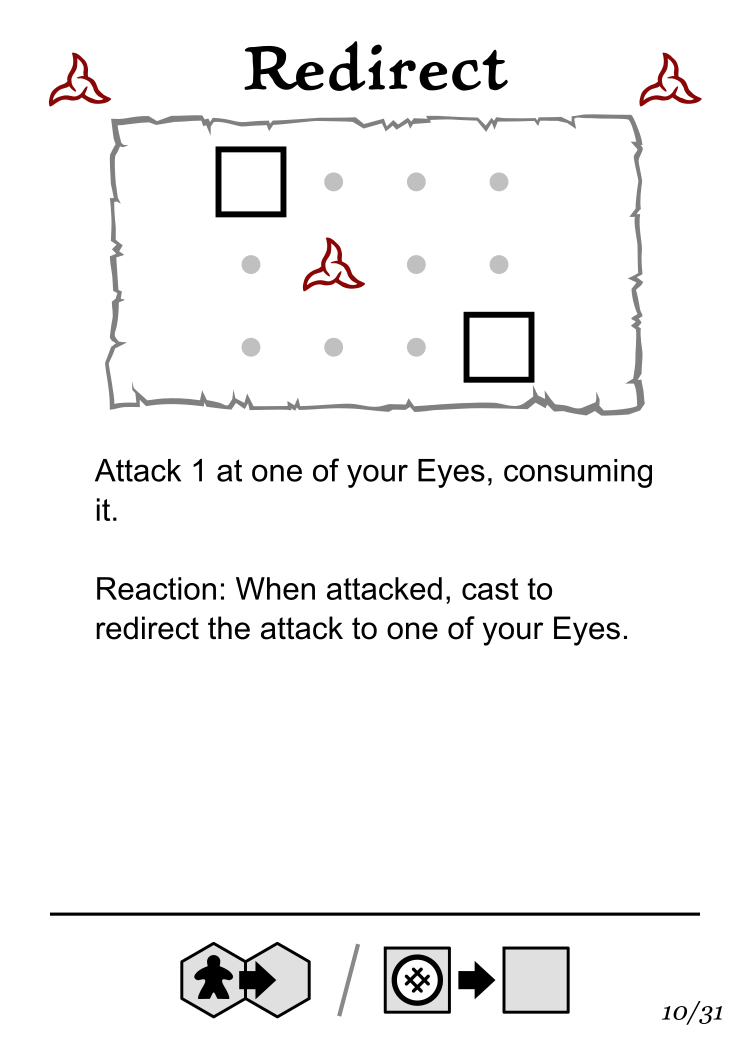 Redirect
Attack 1 at one of your Eyes, consuming
it.
Reaction: When attacked, cast to
redirect the attack to one of your Eyes.
10/31